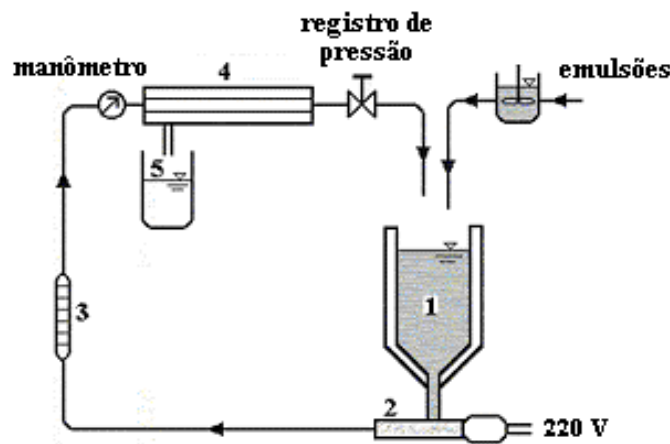 registro de
pressão
manômetro
4
emulsões
5
1
3
2
220 V